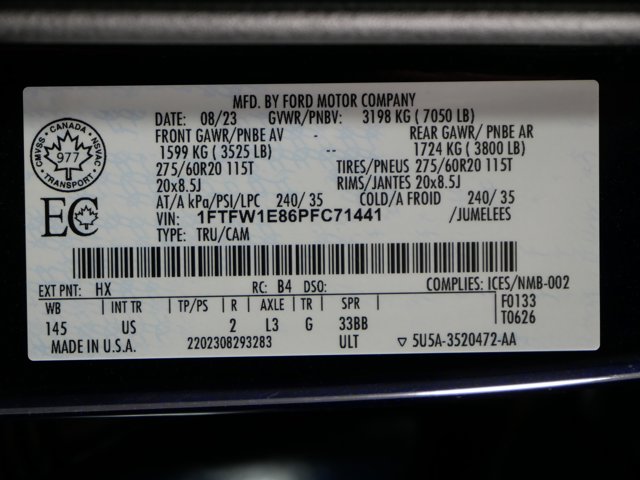 MFD. BY FORD MOTOR COMPANY
DATE: 08/23 GVWR/PNBV: 3198 KG ( 7050 LB)
FRONT GAWR/PNBE AV - REAR GAWR/ PNBE AR
1599 KG ( 3525 LB) -- 1724 KG ( 3800 LB)
275/60R20 115T TIRES/PNEUS 275/60R20 115T
20x8.5J RIMS/JANTES 20x8.5J
AT/A kPa/PSI/LPC 240/ 35 COLD/A FROID 240/ 35
VIN: 1FTFW1E86PFC71441 /JUMELEES
TYPE: TRU/CAM
CMVSS · CANADA · NSVAC
977
TRANSPORT
EC
EXT PNT: HX RC: B4 DSO: COMPLIES: ICES/NMB-002
WB INT TR TP/PS R AXLE TR SPR F0133
145 US 2 L3 G 33BB T0626
MADE IN U.S.A. 2202308293283 ULT ▽ 5U5A-3520472-AA